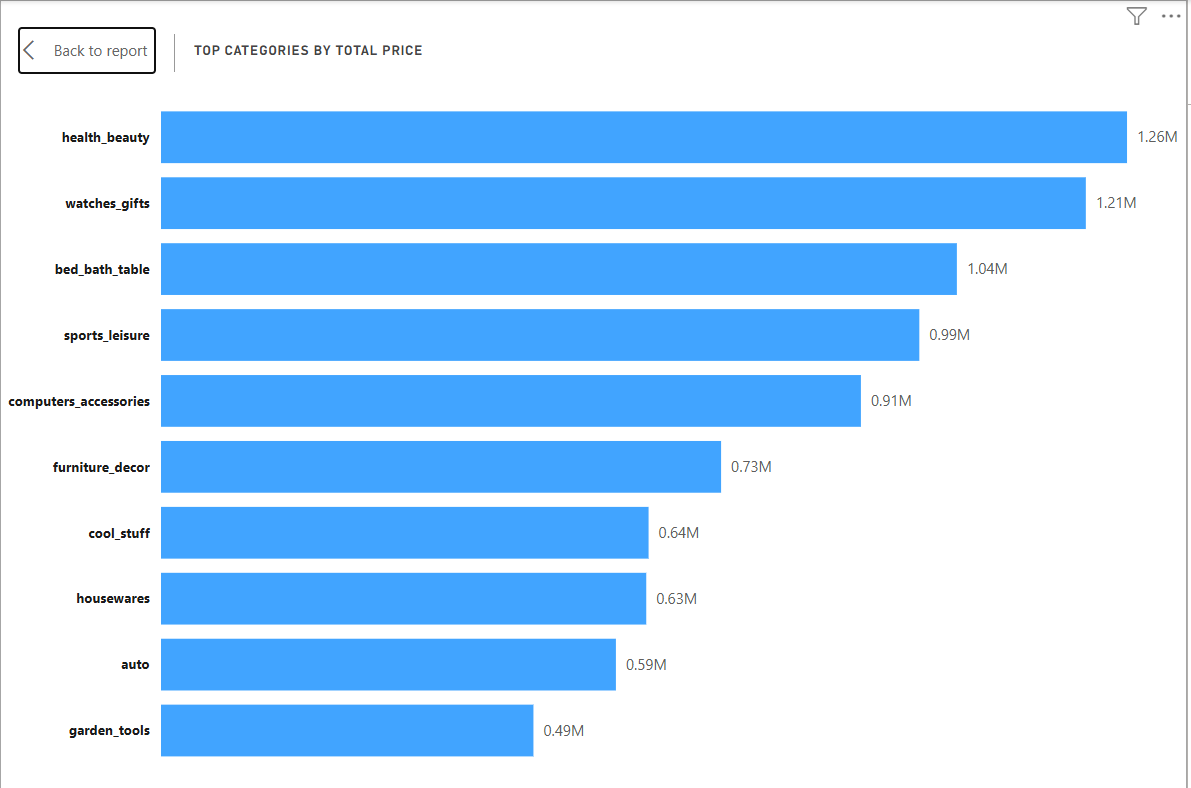 Back to report
TOP CATEGORIES BY TOTAL PRICE
health_beauty 1.26M
watches_gifts 1.21M
bed_bath_table 1.04M
sports_leisure 0.99M
computers_accessories 0.91M
furniture_decor 0.73M
cool_stuff 0.64M
housewares 0.63M
auto 0.59M
garden_tools 0.49M